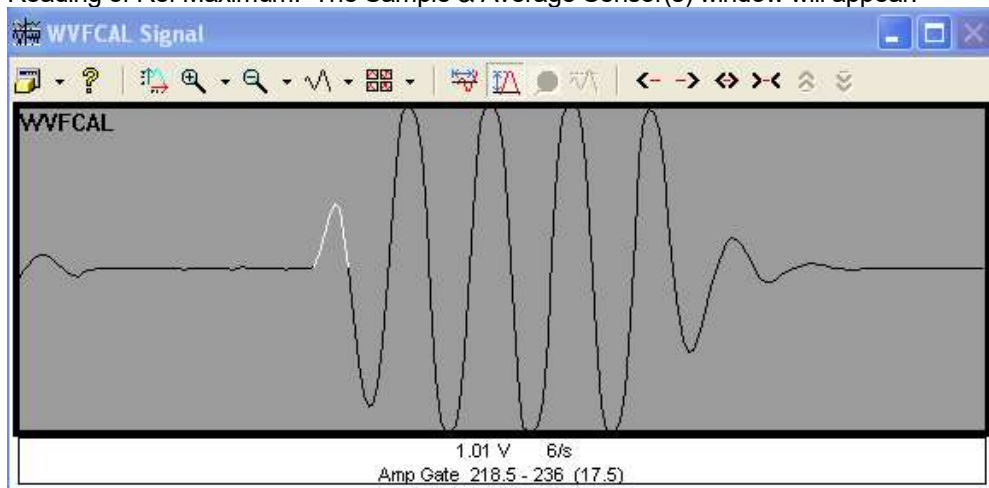 Reading or Ref Maximum. The Sample & Average Sensor(s) window will appear.
WVFCAL Signal
WVFCAL
1.01 V 6/s
Amp Gate 218.5 - 236 (17.5)